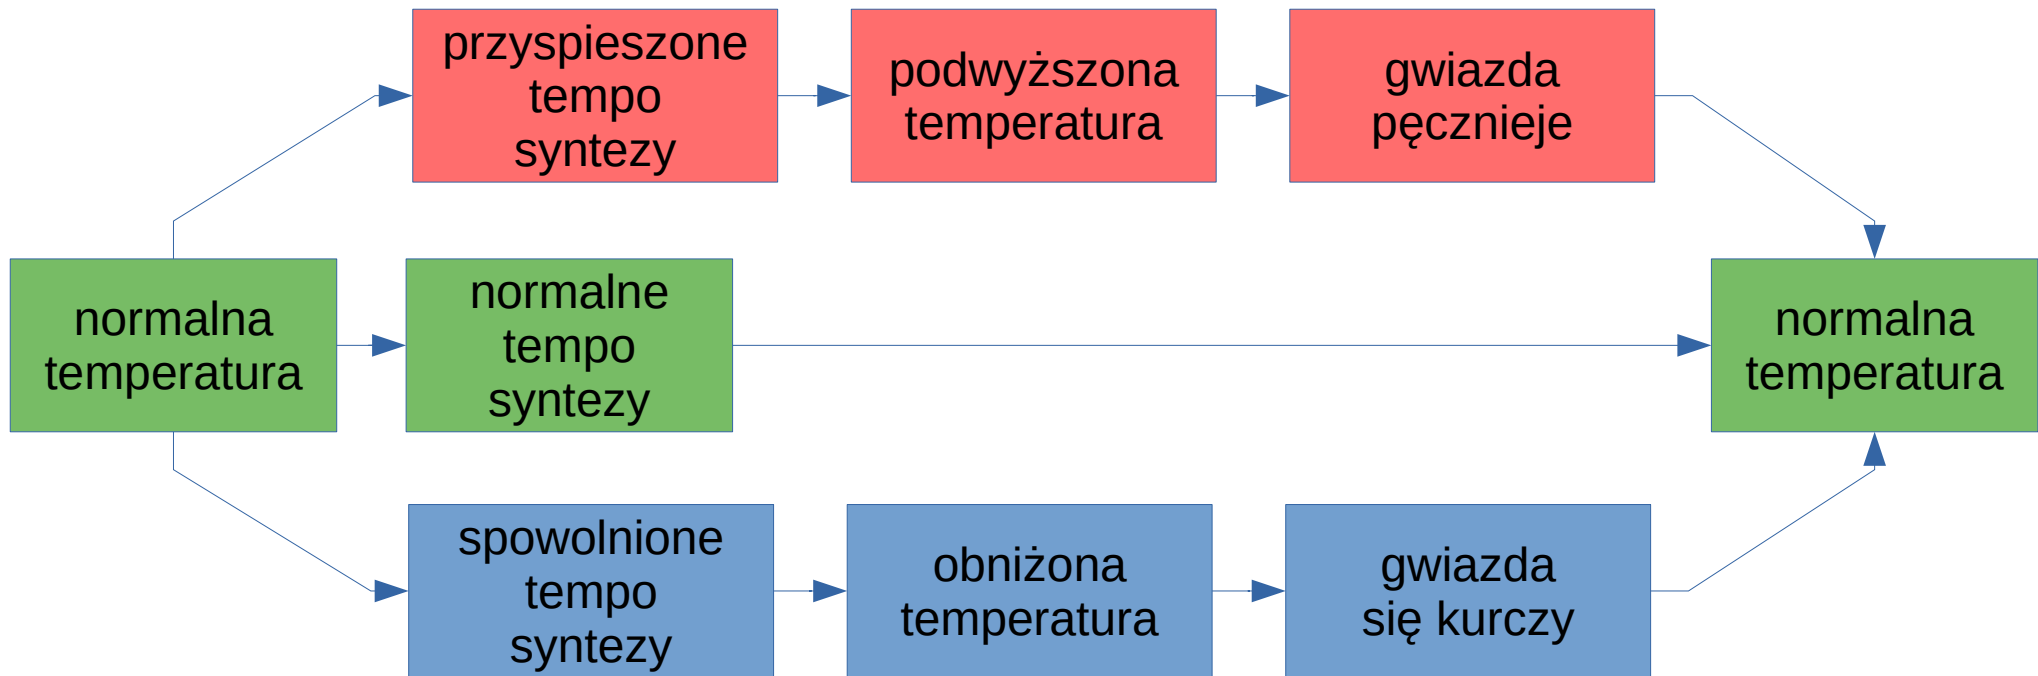 przyspieszone
tempo
syntezy
podwyższona
temperatura
gwiazda
pęcznieje
normalna
temperatura
normalne
tempo
syntezy
normalna
temperatura
spowolnione
tempo
syntezy
obniżona
temperatura
gwiazda
się kurczy